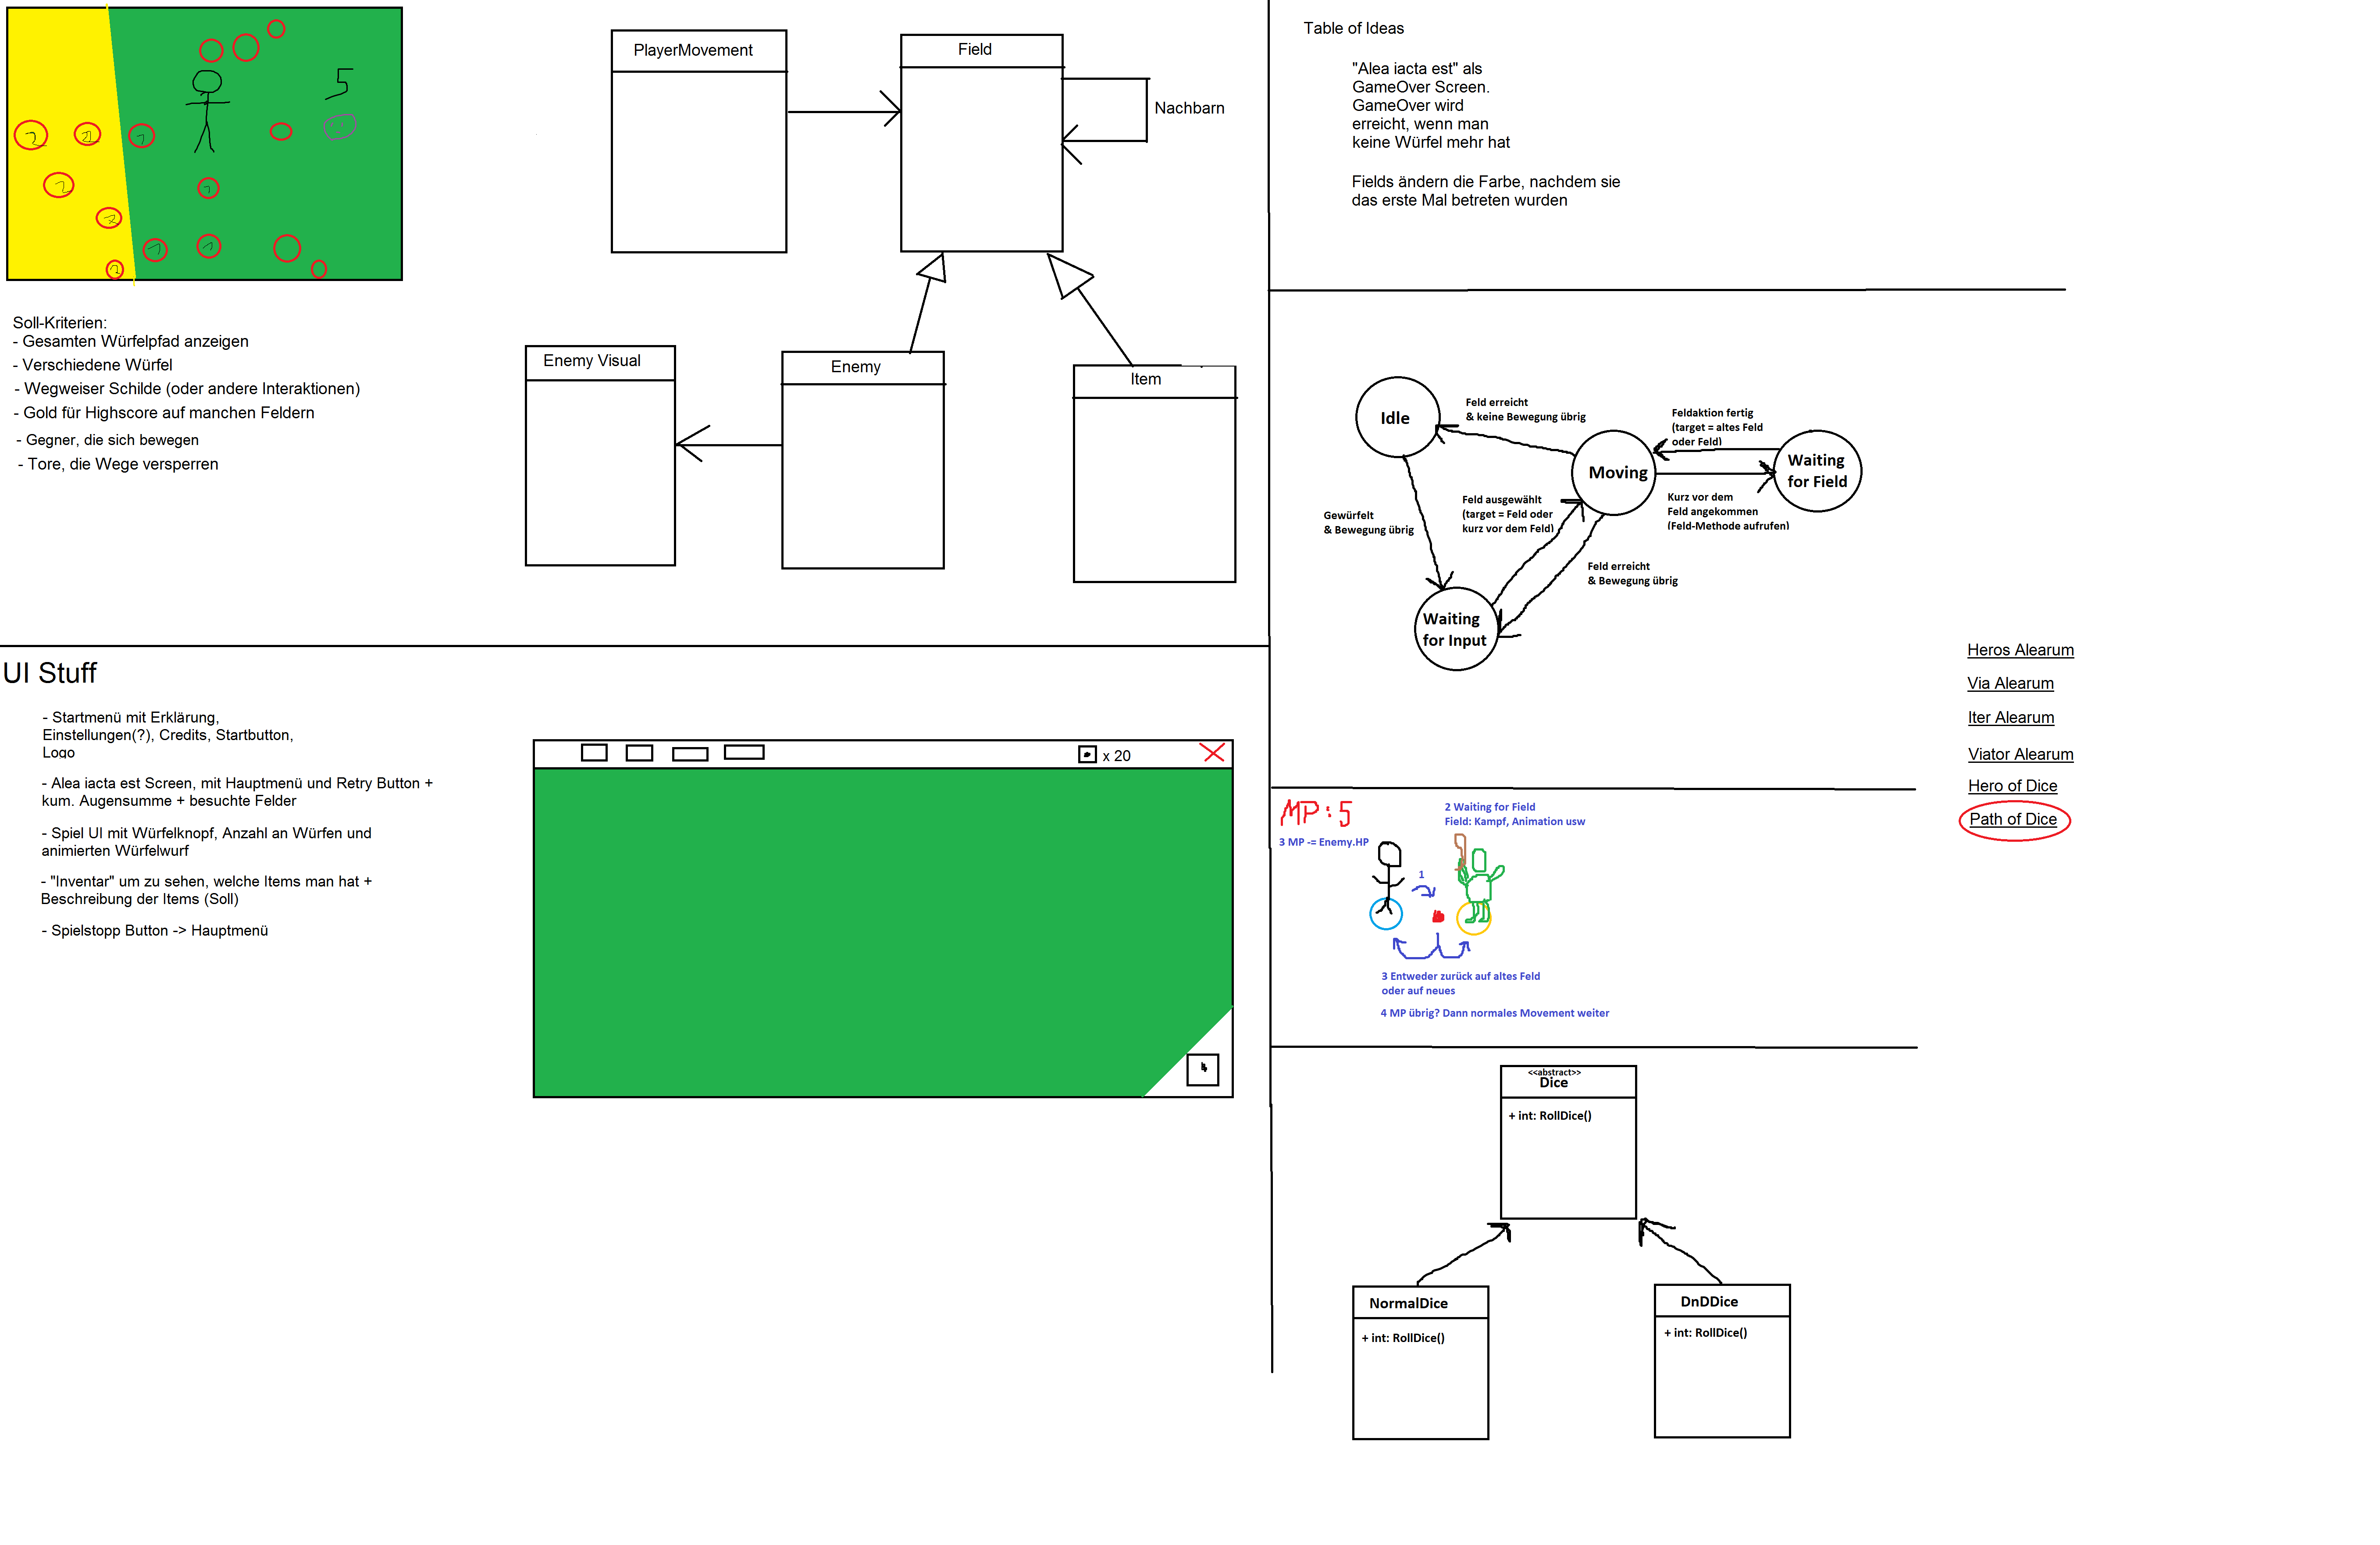 5
2
2
1
2
1
2
1
1
2
Soll-Kriterien:
- Gesamten Würfelpfad anzeigen
- Verschiedene Würfel
- Wegweiser Schilde (oder andere Interaktionen)
- Gold für Highscore auf manchen Feldern
- Gegner, die sich bewegen
- Tore, die Wege versperren
PlayerMovement
Field
Nachbarn
Enemy Visual
Enemy
Item
UI Stuff
- Startmenü mit Erklärung,
Einstellungen(?), Credits, Startbutton,
Logo
- Alea iacta est Screen, mit Hauptmenü und Retry Button +
kum. Augensumme + besuchte Felder
- Spiel UI mit Würfelknopf, Anzahl an Würfen und
animierten Würfelwurf
- "Inventar" um zu sehen, welche Items man hat +
Beschreibung der Items (Soll)
- Spielstopp Button -> Hauptmenü
x 20
Table of Ideas
"Alea iacta est" als
GameOver Screen.
GameOver wird
erreicht, wenn man
keine Würfel mehr hat
Fields ändern die Farbe, nachdem sie
das erste Mal betreten wurden
Idle
Feld erreicht
& keine Bewegung übrig
Moving
Feldaktion fertig
(target = altes Feld
oder Feld)
Waiting
for Field
Kurz vor dem
Feld angekommen
(Feld-Methode aufrufen)
Feld ausgewählt
(target = Feld oder
kurz vor dem Feld)
Gewürfelt
& Bewegung übrig
Feld erreicht
& Bewegung übrig
Waiting
for Input
Heros Alearum
Via Alearum
Iter Alearum
Viator Alearum
Hero of Dice
Path of Dice
MP: 5
2 Waiting for Field
Field: Kampf, Animation usw
3 MP -= Enemy.HP
1
3 Entweder zurück auf altes Feld
oder auf neues
4 MP übrig? Dann normales Movement weiter
<<abstract>>
Dice
+ int: RollDice()
NormalDice
+ int: RollDice()
DnDDice
+ int: RollDice()